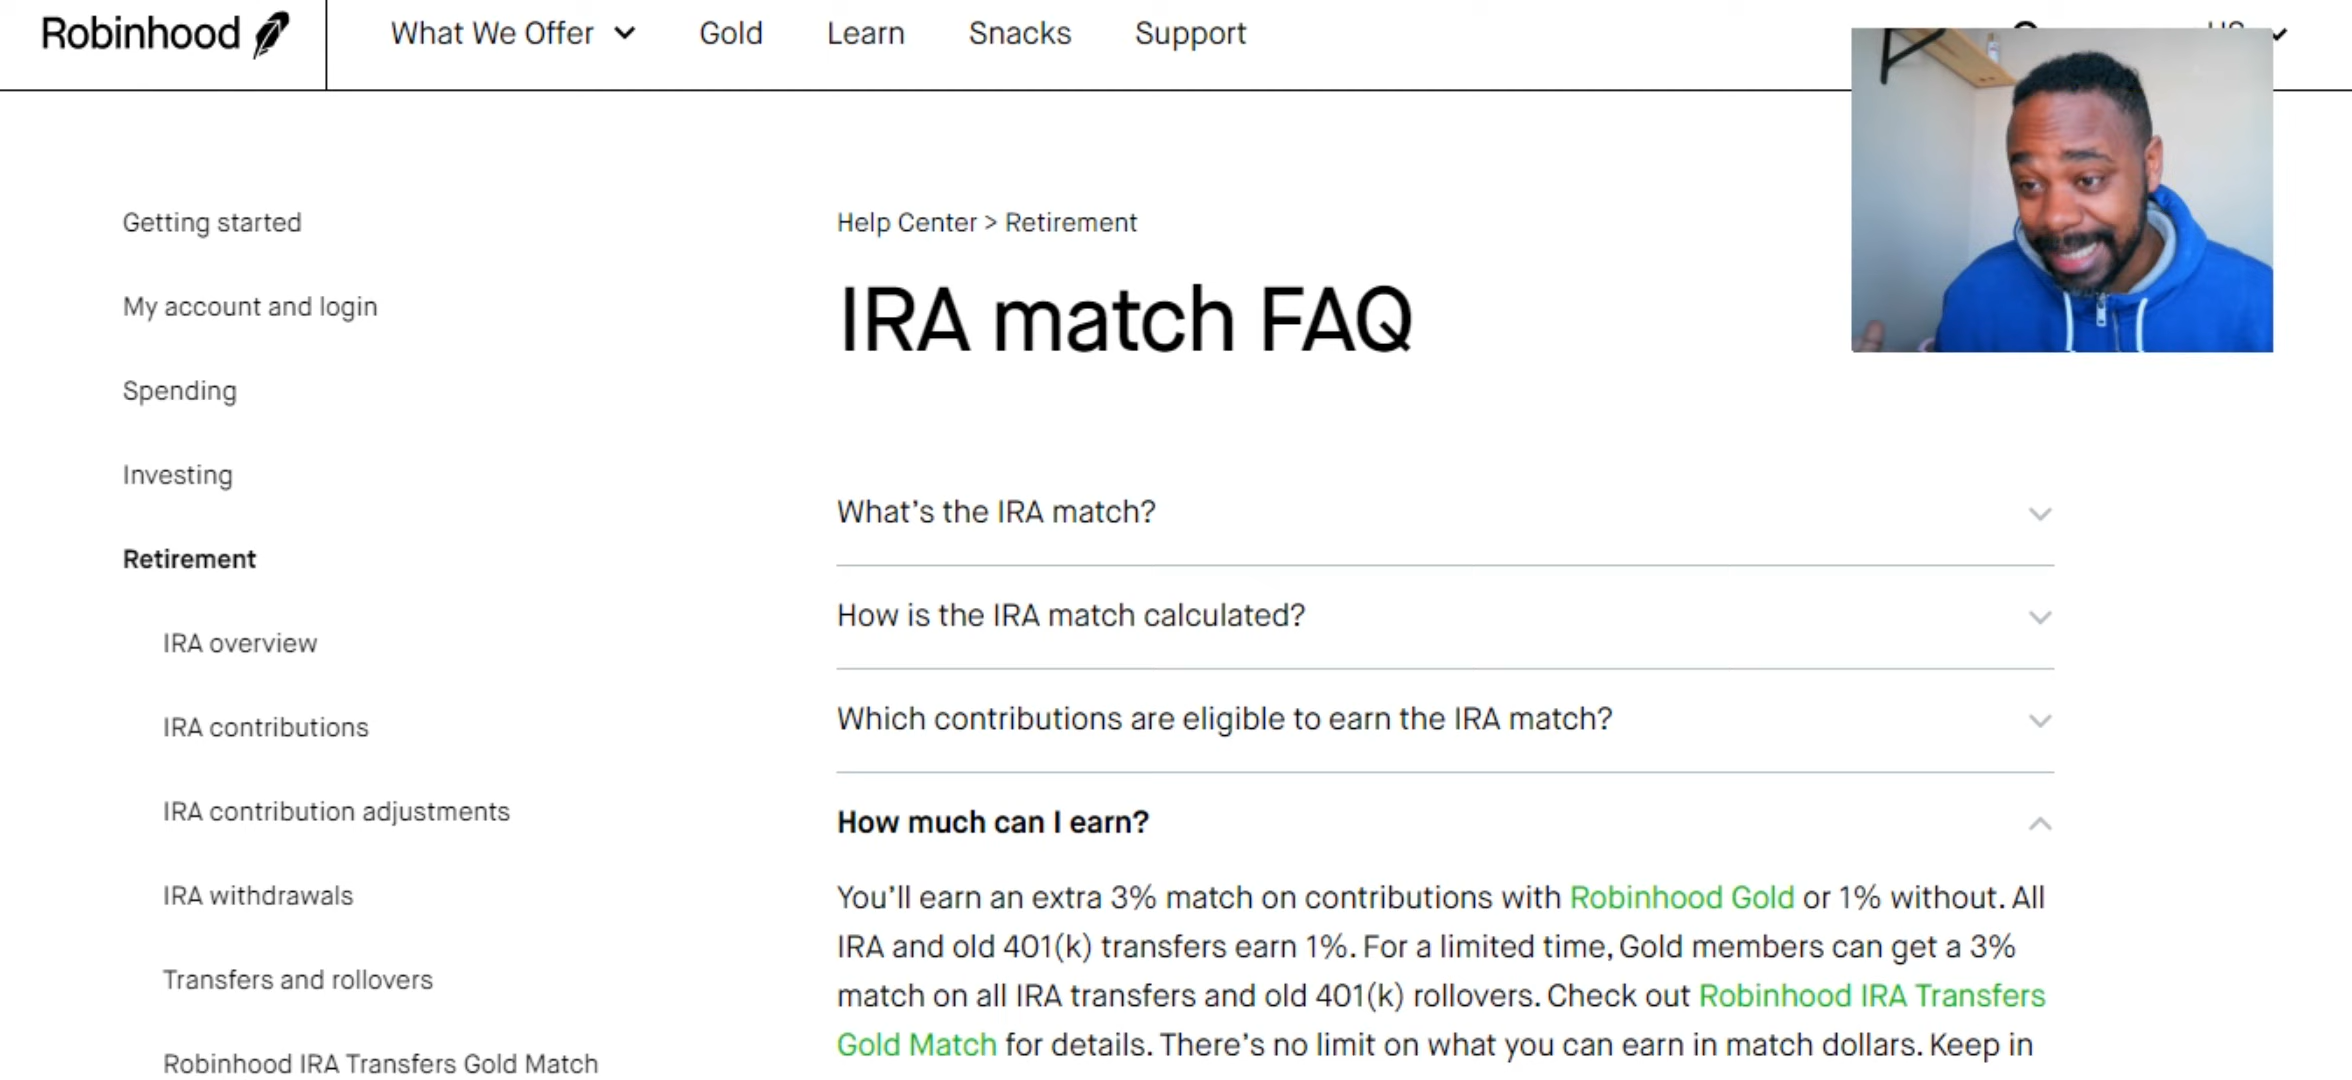 Robinhood
What We Offer
Gold
Learn
Snacks
Support
Getting started
My account and login
Spending
Investing
Retirement
IRA overview
IRA contributions
IRA contribution adjustments
IRA withdrawals
Transfers and rollovers
Robinhood IRA Transfers Gold Match
Help Center > Retirement
IRA match FAQ
What’s the IRA match?
How is the IRA match calculated?
Which contributions are eligible to earn the IRA match?
How much can I earn?
You’ll earn an extra 3% match on contributions with Robinhood Gold or 1% without. All
IRA and old 401(k) transfers earn 1%. For a limited time, Gold members can get a 3%
match on all IRA transfers and old 401(k) rollovers. Check out Robinhood IRA Transfers
Gold Match for details. There’s no limit on what you can earn in match dollars. Keep in